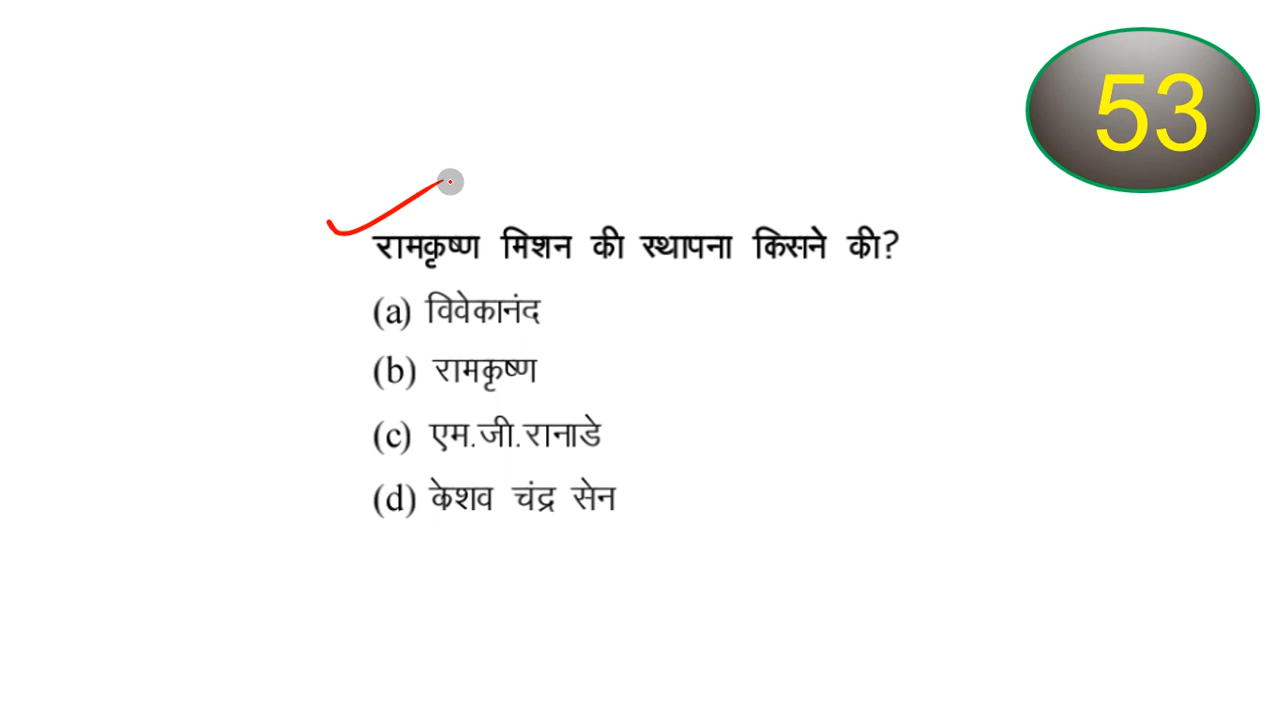 53
रामकृष्ण मिशन की स्थापना किसने की?
(a) विवेकानंद
(b) रामकृष्ण
(c) एम.जी.रानाडे
(d) केशव चंद्र सेन